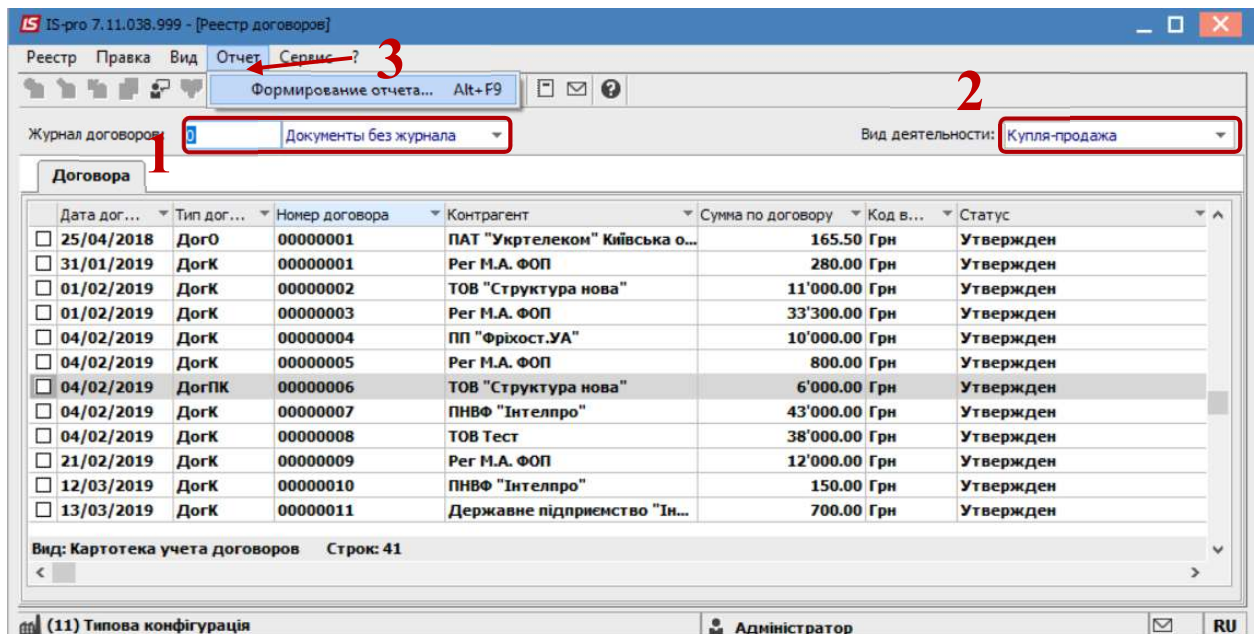 IS-pro 7.11.038.999 - [Реестр договоров]
Реестр Правка Вид Отчет Сервис ? 3
Формирование отчета... Alt+F9
2
Журнал договоров: 0 Документы без журнала Вид деятельности: Купля-продажа
1
Договора
Дата дог... Тип дог... Номер договора Контрагент Сумма по договору Код в... Статус
25/04/2018 ДогО 00000001 ПАТ "Укртелеком" Київська о... 165.50 Грн Утвержден
31/01/2019 ДогК 00000001 Рег М.А. ФОП 280.00 Грн Утвержден
01/02/2019 ДогК 00000002 ТОВ "Структура нова" 11'000.00 Грн Утвержден
01/02/2019 ДогК 00000003 Рег М.А. ФОП 33'300.00 Грн Утвержден
04/02/2019 ДогК 00000004 ПП "Фріхост.УА" 10'000.00 Грн Утвержден
04/02/2019 ДогК 00000005 Рег М.А. ФОП 800.00 Грн Утвержден
04/02/2019 ДогПК 00000006 ТОВ "Структура нова" 6'000.00 Грн Утвержден
04/02/2019 ДогК 00000007 ПНВФ "Інтелпро" 43'000.00 Грн Утвержден
04/02/2019 ДогК 00000008 ТОВ Тест 38'000.00 Грн Утвержден
21/02/2019 ДогК 00000009 Рег М.А. ФОП 12'000.00 Грн Утвержден
12/03/2019 ДогК 00000010 ПНВФ "Інтелпро" 150.00 Грн Утвержден
13/03/2019 ДогК 00000011 Державне підприємство "Ін... 700.00 Грн Утвержден
Вид: Картотека учета договоров Строк: 41
(11) Типова конфігурація Адміністратор RU